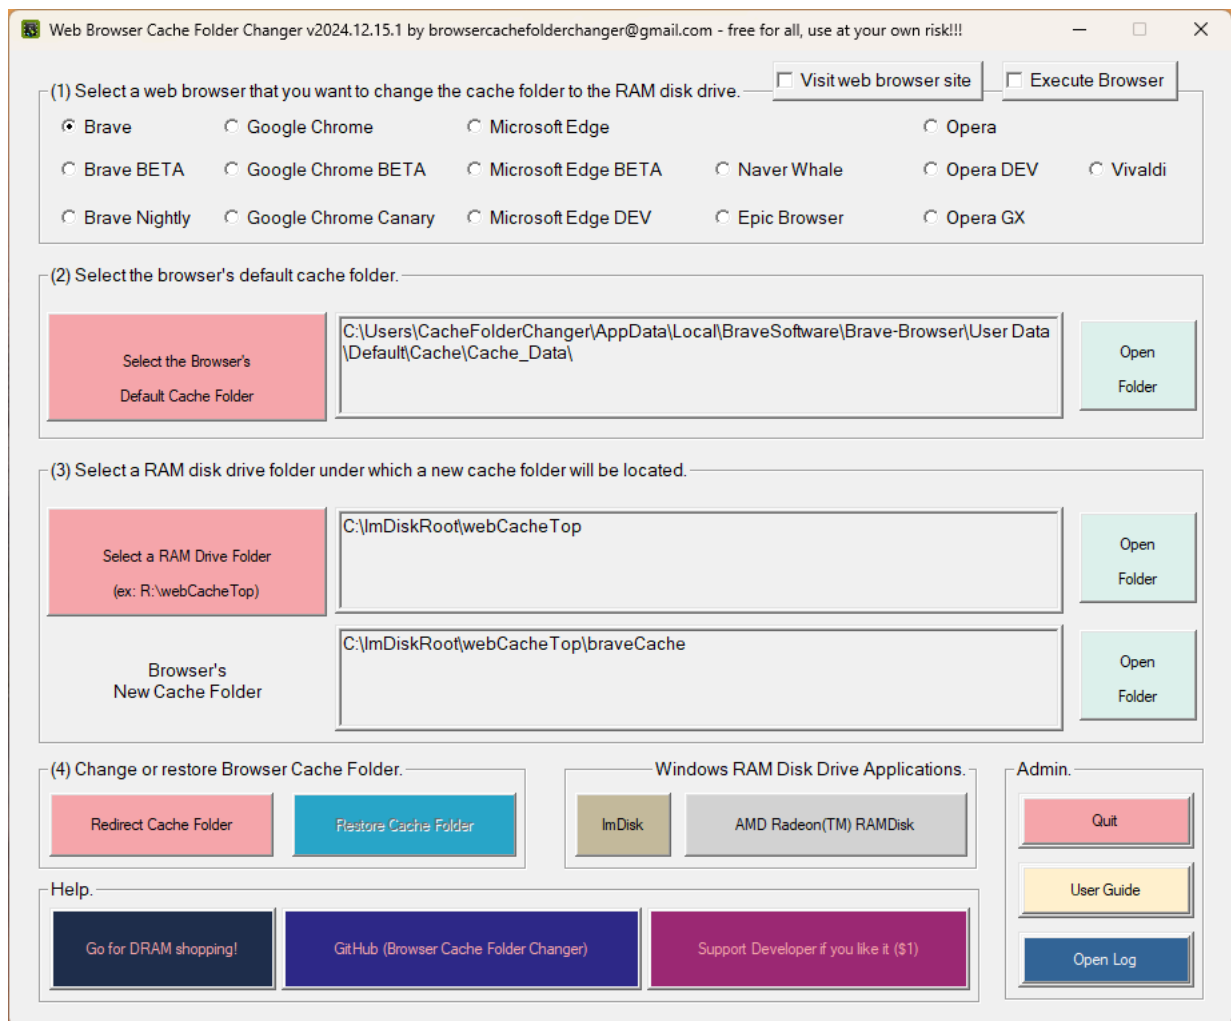 Web Browser Cache Folder Changer v2024.12.15.1 by browsercachefolderchanger@gmail.com - free for all, use at your own risk!!!
(1) Select a web browser that you want to change the cache folder to the RAM disk drive.
Visit web browser site
Execute Browser
Brave
Google Chrome
Microsoft Edge
Opera
Brave BETA
Google Chrome BETA
Microsoft Edge BETA
Naver Whale
Opera DEV
Vivaldi
Brave Nightly
Google Chrome Canary
Microsoft Edge DEV
Epic Browser
Opera GX
(2) Select the browser's default cache folder.
Select the Browser's
Default Cache Folder
C:\Users\CacheFolderChanger\AppData\Local\BraveSoftware\Brave-Browser\User Data
\Default\Cache\Cache_Data\
Open
Folder
(3) Select a RAM disk drive folder under which a new cache folder will be located.
Select a RAM Drive Folder
(ex: R:\webCacheTop)
C:\ImDiskRoot\webCacheTop
Open
Folder
Browser's
New Cache Folder
C:\ImDiskRoot\webCacheTop\braveCache
Open
Folder
(4) Change or restore Browser Cache Folder.
Redirect Cache Folder
Restore Cache Folder
Windows RAM Disk Drive Applications.
ImDisk
AMD Radeon(TM) RAMDisk
Admin.
Quit
User Guide
Open Log
Help.
Go for DRAM shopping!
GitHub (Browser Cache Folder Changer)
Support Developer if you like it ($1)